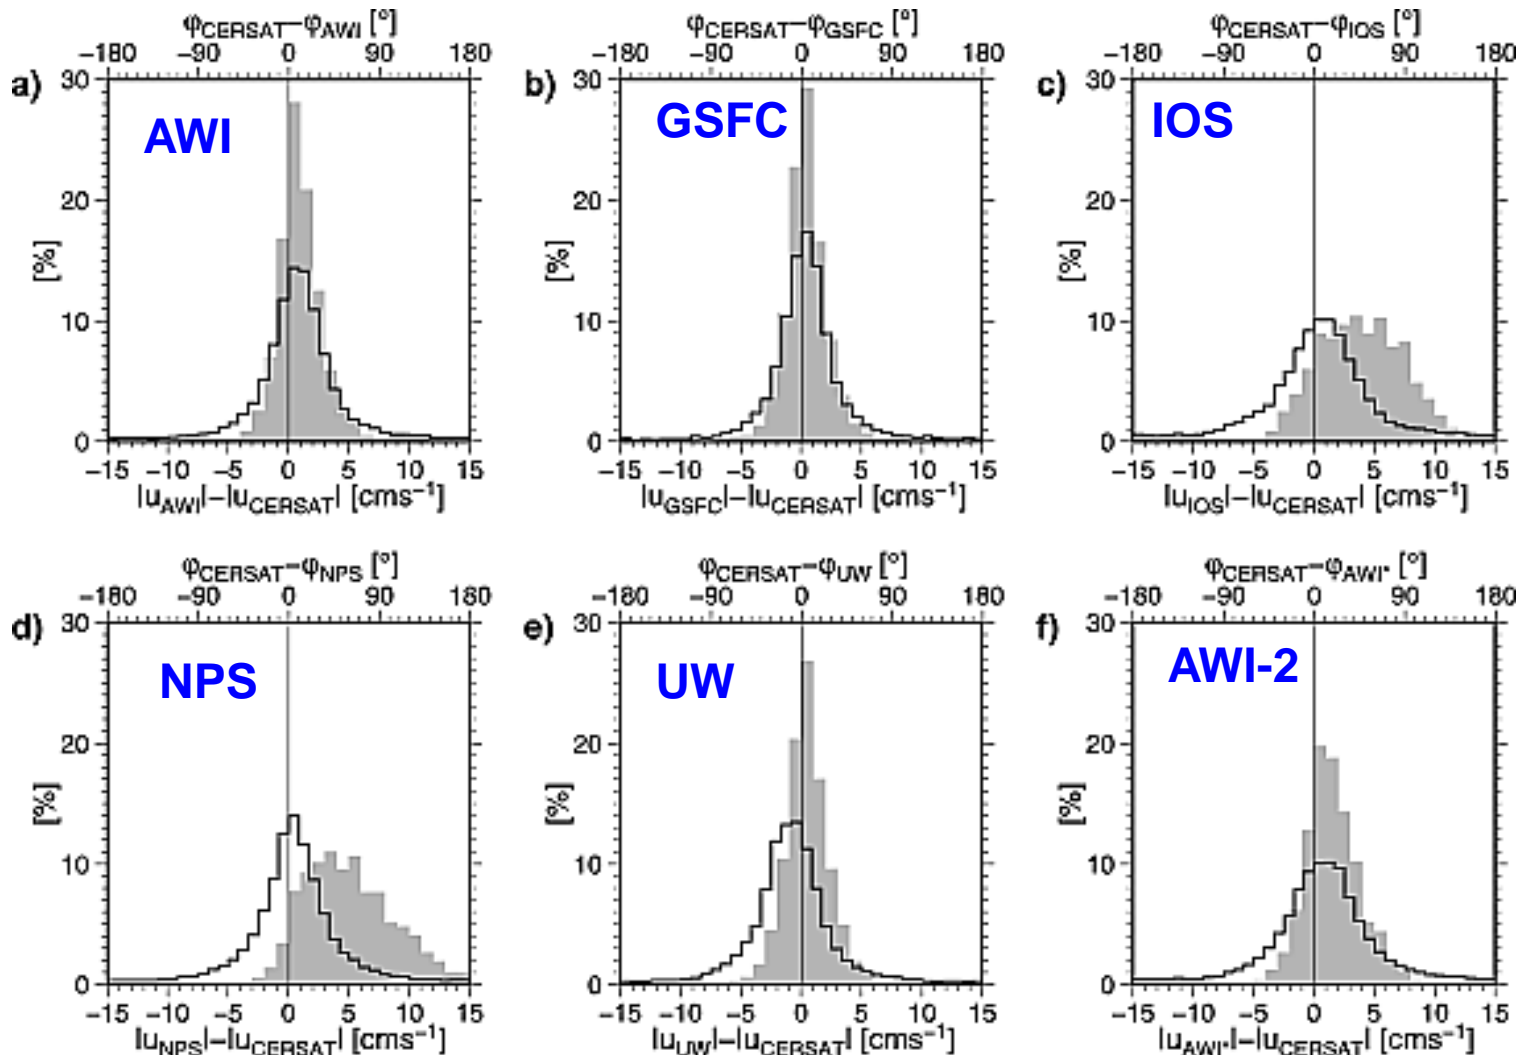 φCERSAT−φAWI [°]
−180 −90 0 90 180
a) 30
AWI
20
[%]
10
0
−15 −10 −5 0 5 10 15
|uAWI|−|uCERSAT| [cms−1]
φCERSAT−φGSFC [°]
−180 −90 0 90 180
b) 30
GSFC
20
[%]
10
0
−15 −10 −5 0 5 10 15
|uGSFC|−|uCERSAT| [cms−1]
φCERSAT−φIOS [°]
−180 −90 0 90 180
c) 30
IOS
20
[%]
10
0
−15 −10 −5 0 5 10 15
|uIOS|−|uCERSAT| [cms−1]
φCERSAT−φNPS [°]
−180 −90 0 90 180
d) 30
NPS
20
[%]
10
0
−15 −10 −5 0 5 10 15
|uNPS|−|uCERSAT| [cms−1]
φCERSAT−φUW [°]
−180 −90 0 90 180
e) 30
UW
20
[%]
10
0
−15 −10 −5 0 5 10 15
|uUW|−|uCERSAT| [cms−1]
φCERSAT−φAWI* [°]
−180 −90 0 90 180
f) 30
AWI-2
20
[%]
10
0
−15 −10 −5 0 5 10 15
|uAWI*|−|uCERSAT| [cms−1]